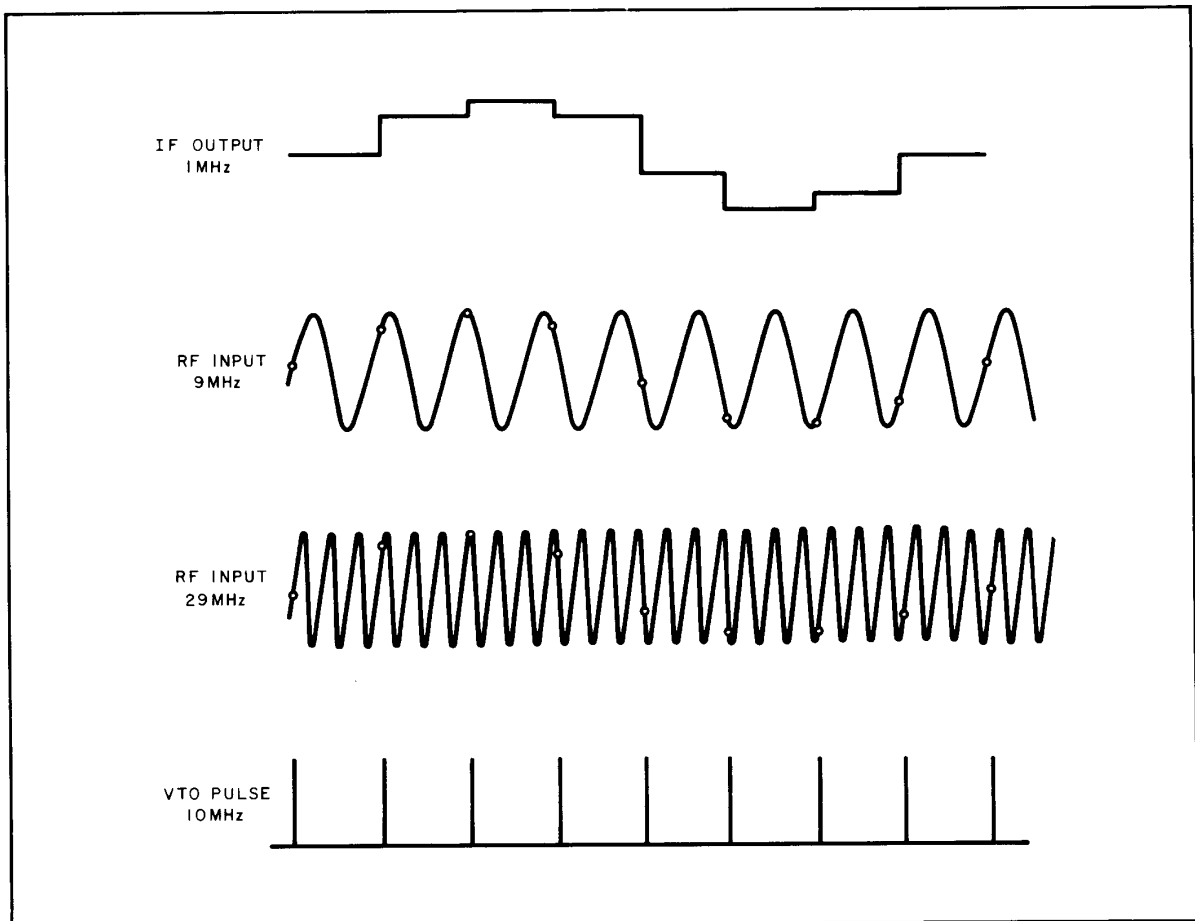 IF OUTPUT
1MHz
RF INPUT
9MHz
RF INPUT
29MHz
VTO PULSE
10MHz